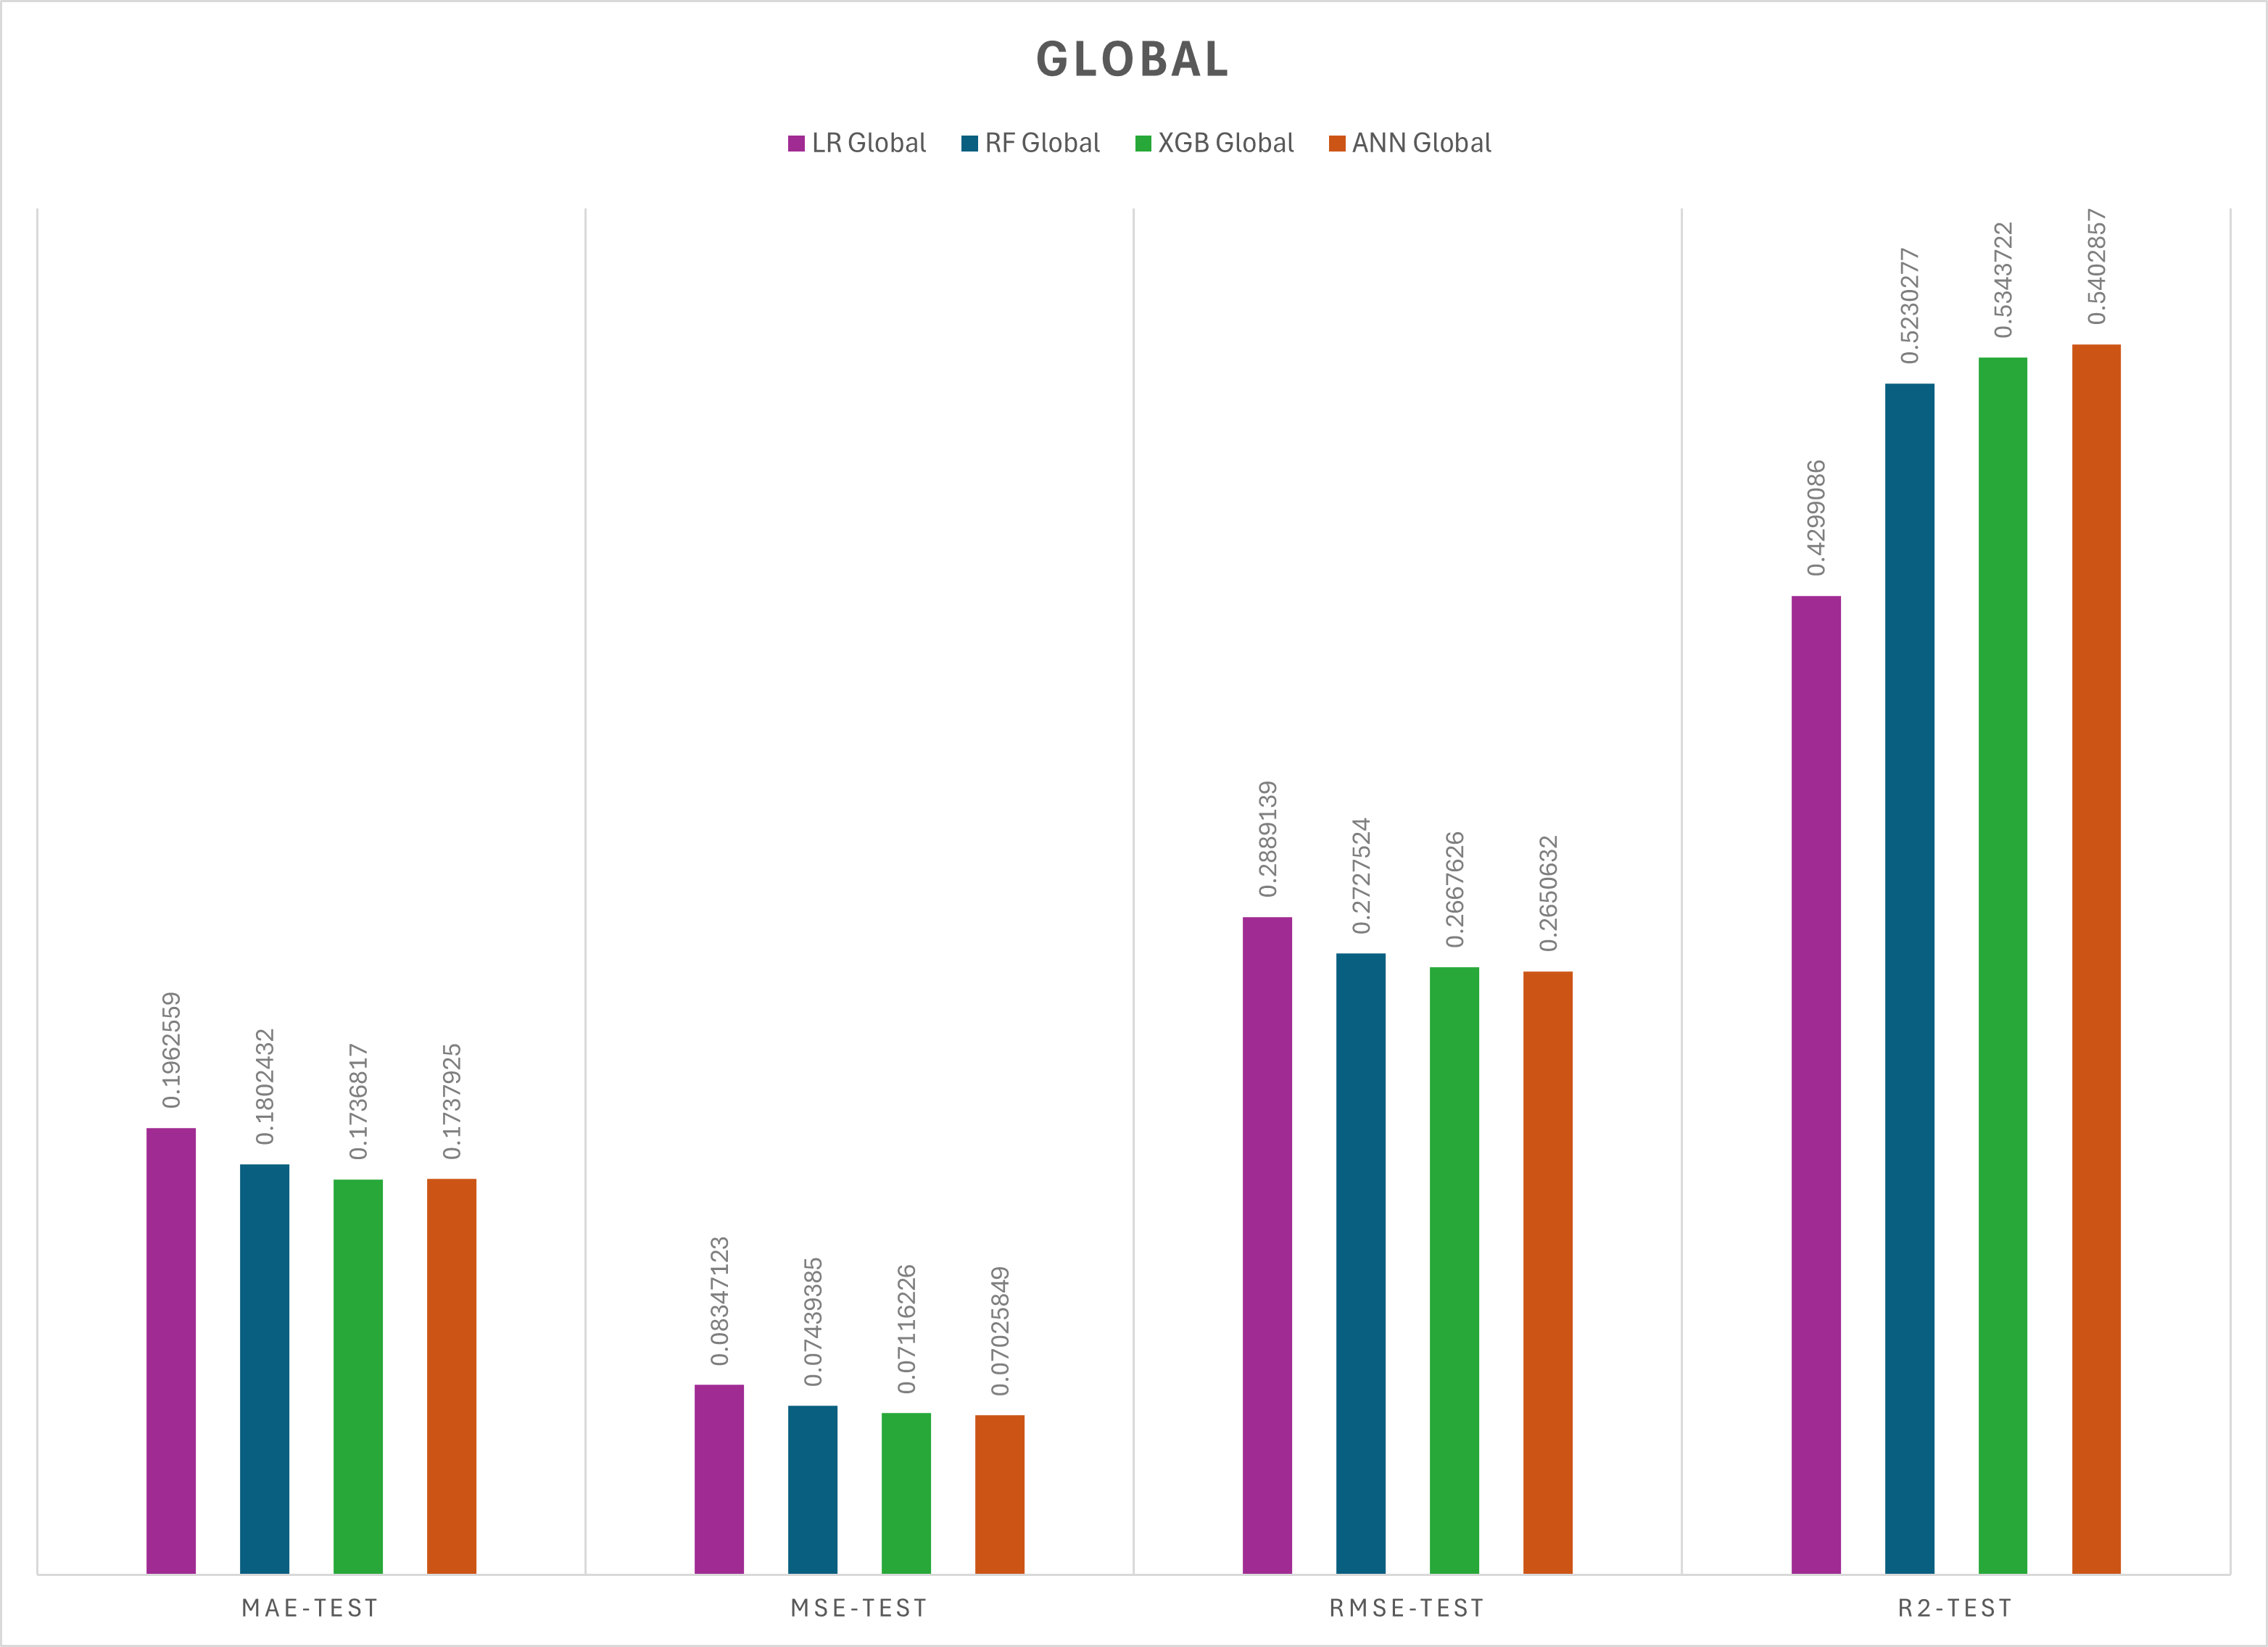 GLOBAL
LR Global RF Global XGB Global ANN Global
0.1962559 0.1802432 0.1736817 0.1737925
0.08347123 0.07439385 0.07116226 0.07025849
0.2889139 0.2727524 0.2667626 0.2650632
0.4299086 0.5230277 0.5343722 0.5402857
MAE-TEST MSE-TEST RMSE-TEST R2-TEST